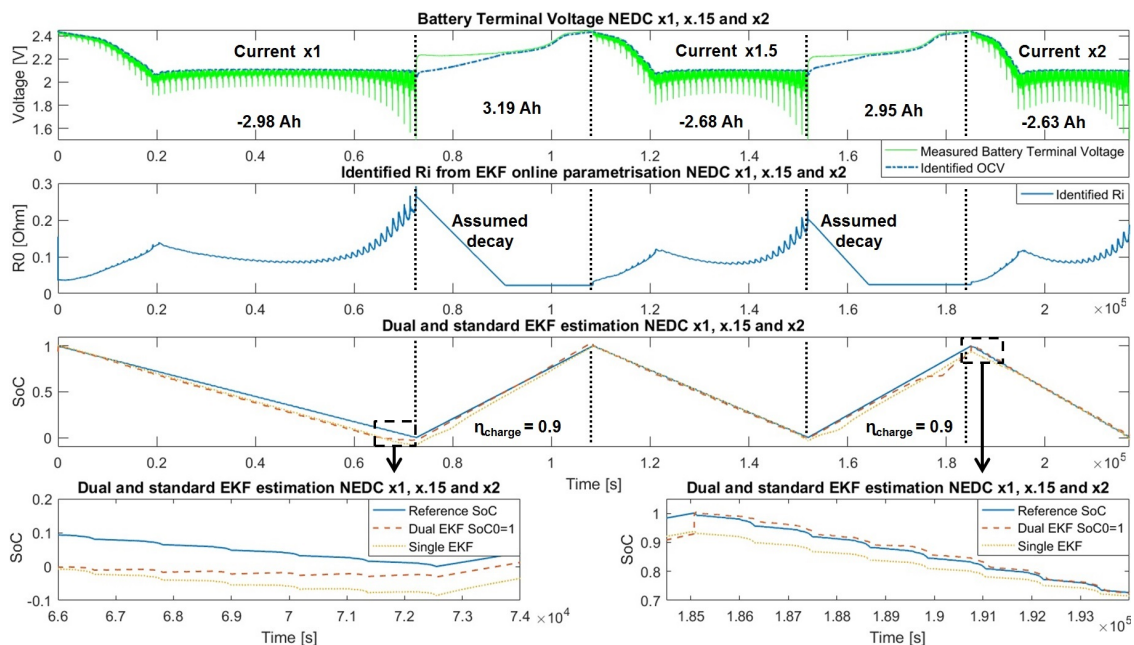 Battery Terminal Voltage NEDC x1, x.15 and x2
Voltage [V]
2.4
2.2
2
1.8
1.6
Current x1
Current x1.5
Current x2
-2.98 Ah
3.19 Ah
-2.68 Ah
2.95 Ah
-2.63 Ah
0 0.2 0.4 0.6 0.8 1 1.2 1.4 1.6
Measured Battery Terminal Voltage
Identified OCV
Identified Ri from EKF online parametrisation NEDC x1, x.15 and x2
R0 [Ohm]
0.3
0.2
0.1
0
Identified Ri
Assumed
decay
Assumed
decay
0 0.2 0.4 0.6 0.8 1 1.2 1.4 1.6 1.8 2
×10⁵
Dual and standard EKF estimation NEDC x1, x.15 and x2
SoC
1
0.5
0
ηcharge = 0.9
ηcharge = 0.9
0 0.2 0.4 0.6 0.8 1 1.2 1.4 1.6 1.8 2
Time [s]
×10⁵
Dual and standard EKF estimation NEDC x1, x.15 and x2
SoC
0.2
0.1
0
-0.1
Reference SoC
Dual EKF SoC0=1
Single EKF
6.6 6.7 6.8 6.9 7 7.1 7.2 7.3 7.4
×10⁴
Time [s]
Dual and standard EKF estimation NEDC x1, x.15 and x2
SoC
1
0.9
0.8
0.7
Reference SoC
Dual EKF SoC0=1
Single EKF
1.85 1.86 1.87 1.88 1.89 1.9 1.91 1.92 1.93
×10⁵
Time [s]